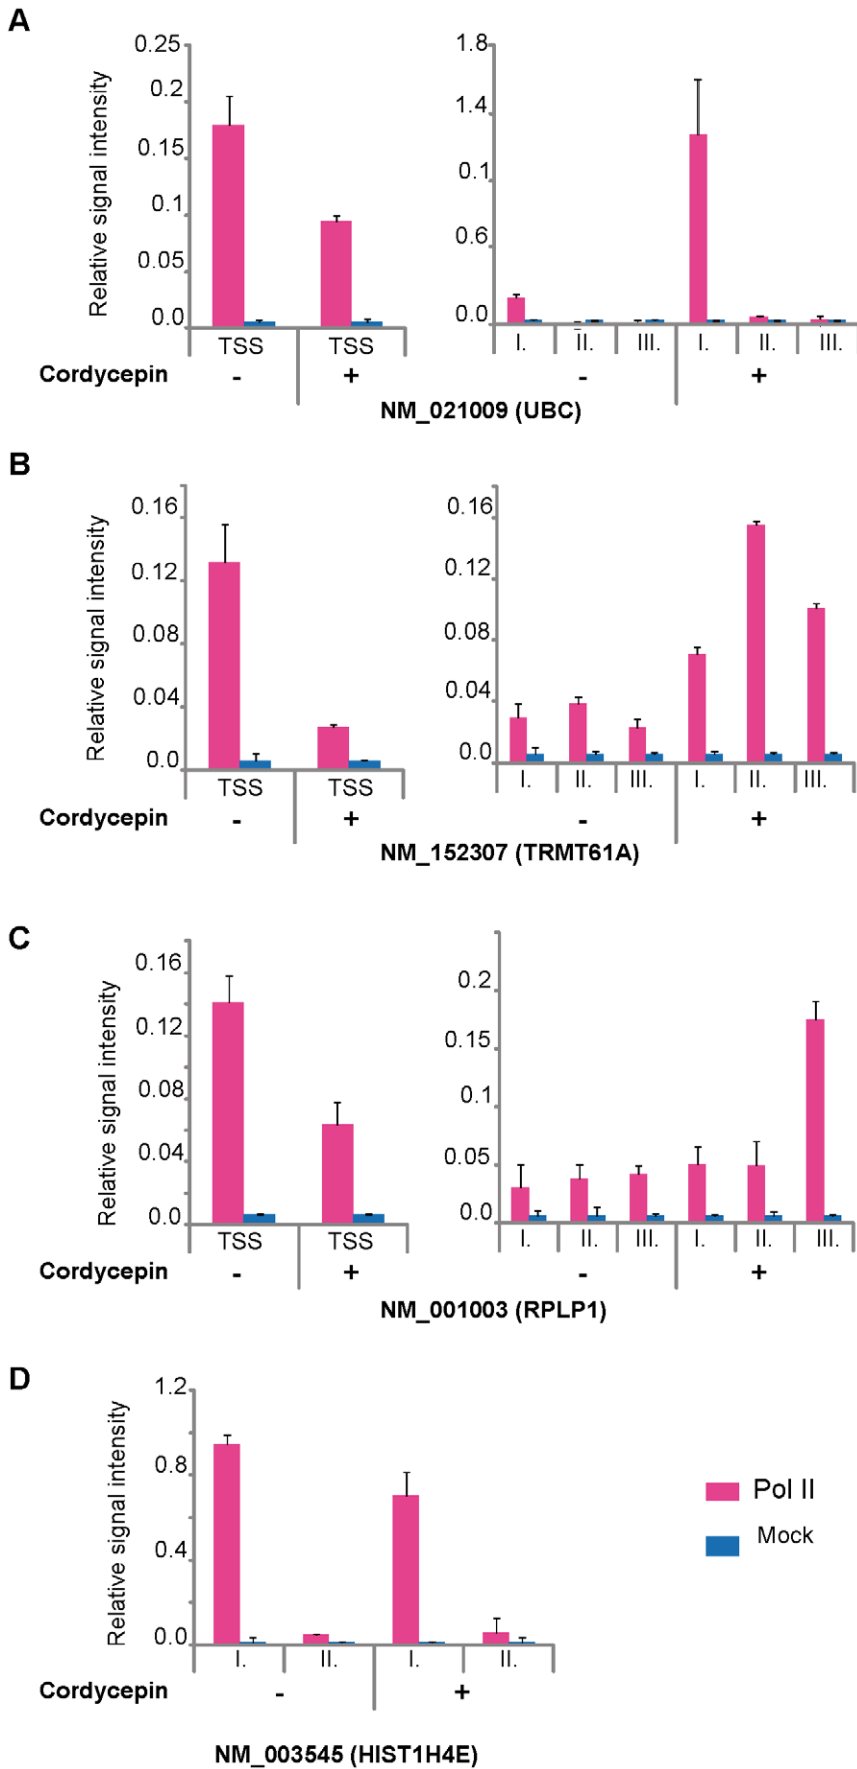 A
Relative signal intensity
0.25
0.2
0.15
0.1
0.05
0.0
TSS TSS
1.8
1.4
0.1
0.6
0.0
I. II. III. I. II. III.
Cordycepin - + - +
NM_021009 (UBC)
B
Relative signal intensity
0.16
0.12
0.08
0.04
0.0
TSS TSS
0.16
0.12
0.08
0.04
0.0
I. II. III. I. II. III.
Cordycepin - + - +
NM_152307 (TRMT61A)
C
Relative signal intensity
0.16
0.12
0.08
0.04
0.0
TSS TSS
0.2
0.15
0.1
0.05
0.0
I. II. III. I. II. III.
Cordycepin - + - +
NM_001003 (RPLP1)
D
Relative signal intensity
1.2
0.8
0.4
0.0
I. II. I. II.
Cordycepin - +
Pol II
Mock
NM_003545 (HIST1H4E)